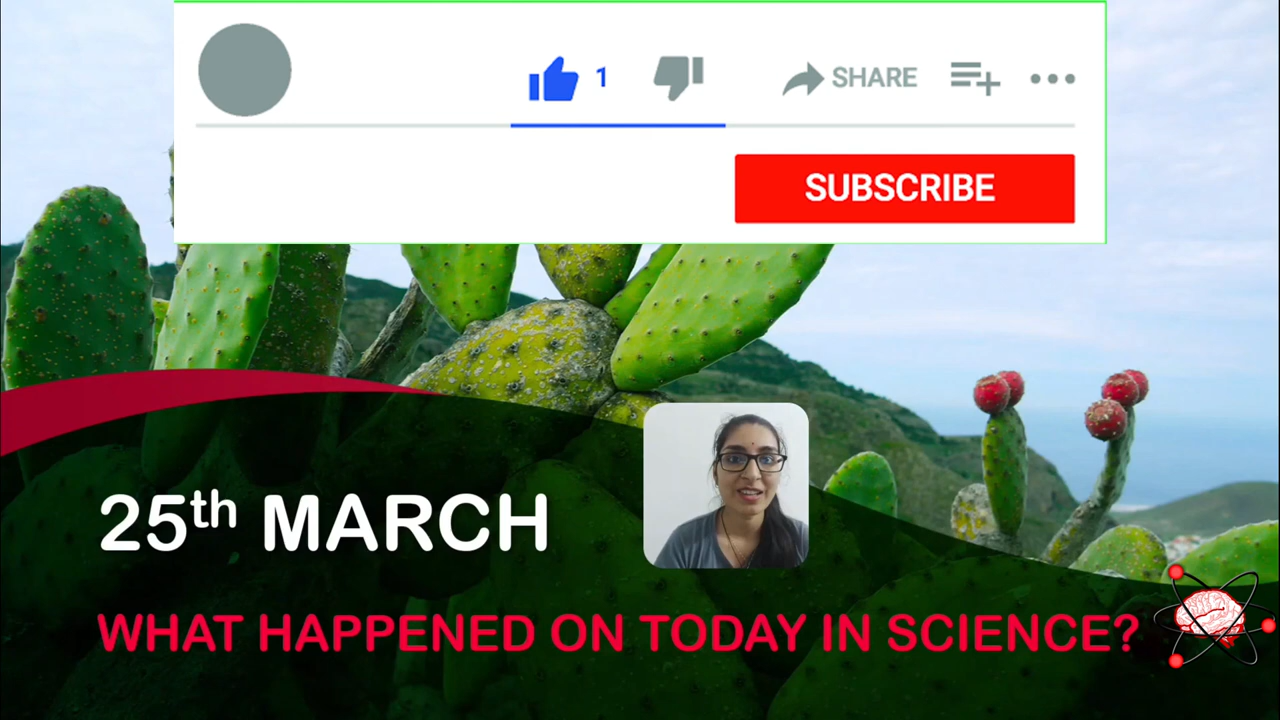 1 SHARE
SUBSCRIBE
25th MARCH
WHAT HAPPENED ON TODAY IN SCIENCE?